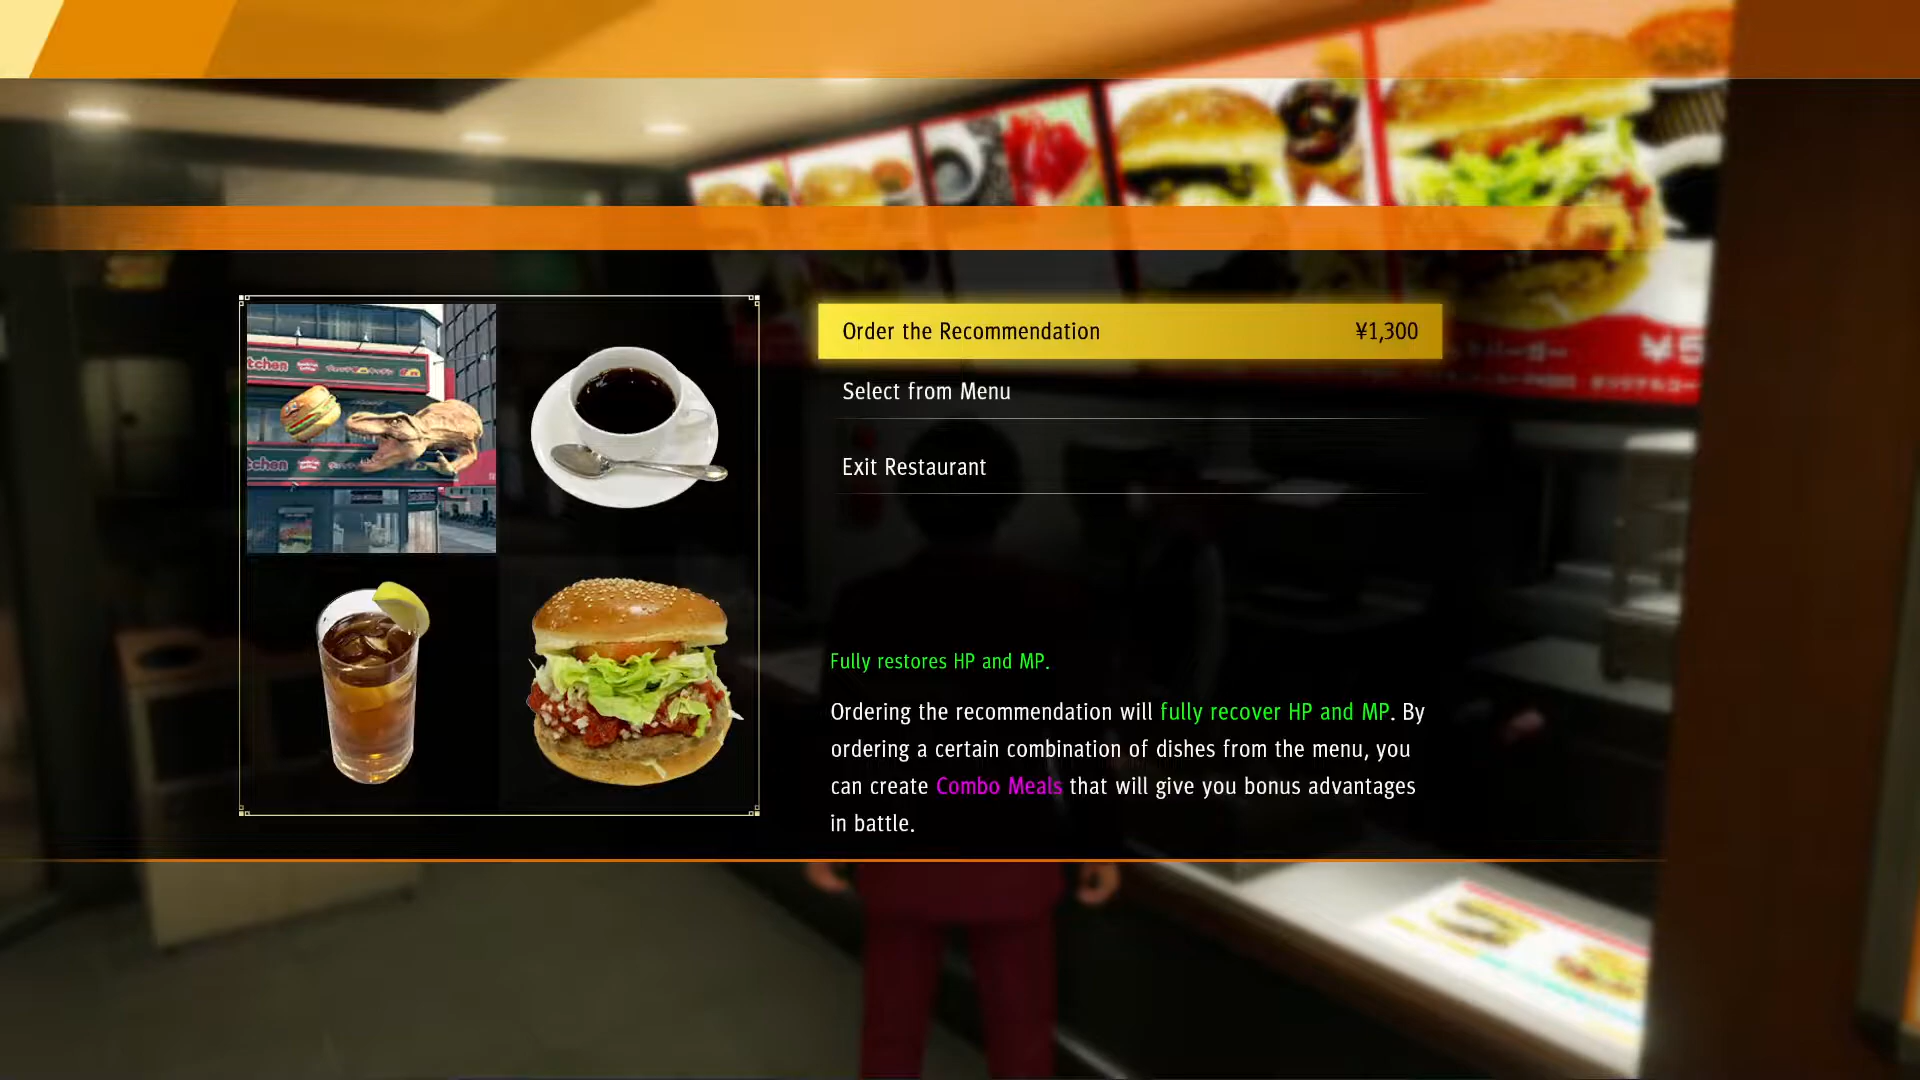 Order the Recommendation ¥1,300
Select from Menu
Exit Restaurant
Fully restores HP and MP.
Ordering the recommendation will fully recover HP and MP. By
ordering a certain combination of dishes from the menu, you
can create Combo Meals that will give you bonus advantages
in battle.